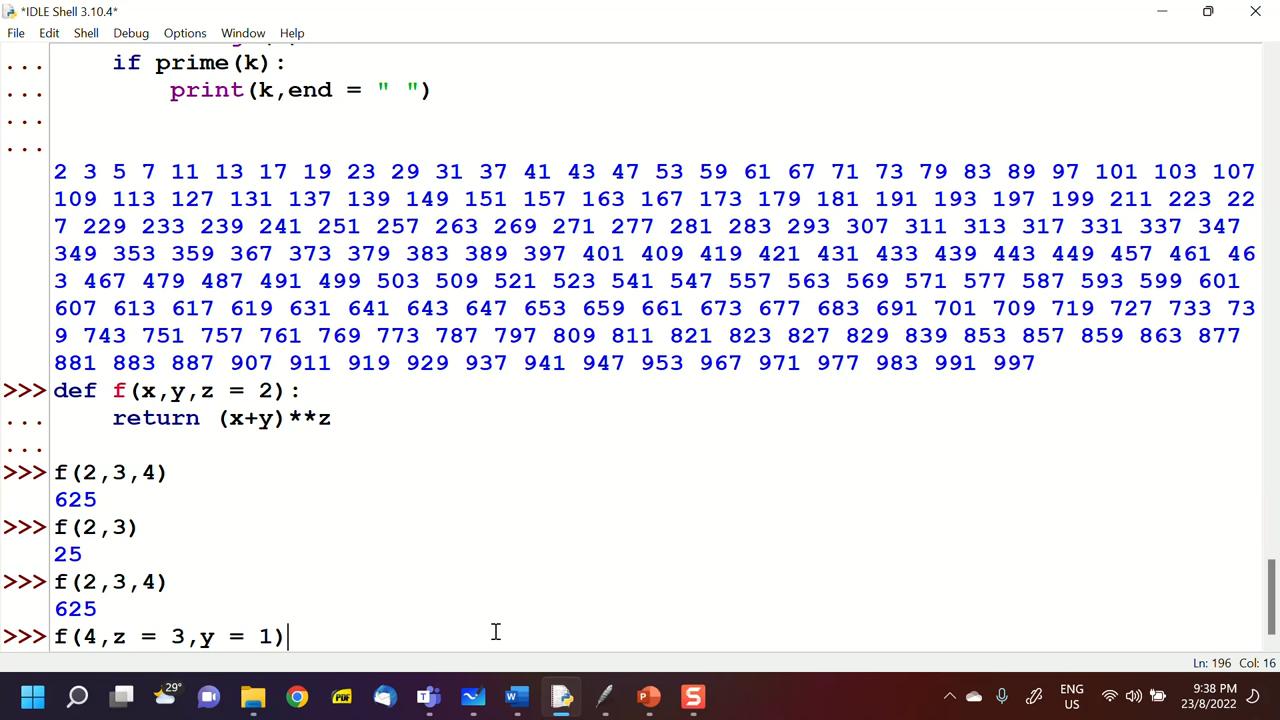 *IDLE Shell 3.10.4*
File Edit Shell Debug Options Window Help
... if prime(k):
... print(k,end = " ")
...
...
2 3 5 7 11 13 17 19 23 29 31 37 41 43 47 53 59 61 67 71 73 79 83 89 97 101 103 107
109 113 127 131 137 139 149 151 157 163 167 173 179 181 191 193 197 199 211 223 22
7 229 233 239 241 251 257 263 269 271 277 281 283 293 307 311 313 317 331 337 347
349 353 359 367 373 379 383 389 397 401 409 419 421 431 433 439 443 449 457 461 46
3 467 479 487 491 499 503 509 521 523 541 547 557 563 569 571 577 587 593 599 601
607 613 617 619 631 641 643 647 653 659 661 673 677 683 691 701 709 719 727 733 73
9 743 751 757 761 769 773 787 797 809 811 821 823 827 829 839 853 857 859 863 877
881 883 887 907 911 919 929 937 941 947 953 967 971 977 983 991 997
>>> def f(x,y,z = 2):
... return (x+y)**z
...
>>> f(2,3,4)
625
>>> f(2,3)
25
>>> f(2,3,4)
625
>>> f(4,z = 3,y = 1)
Ln: 196 Col: 16
29°
PDF
ENG
US
9:38 PM
23/8/2022